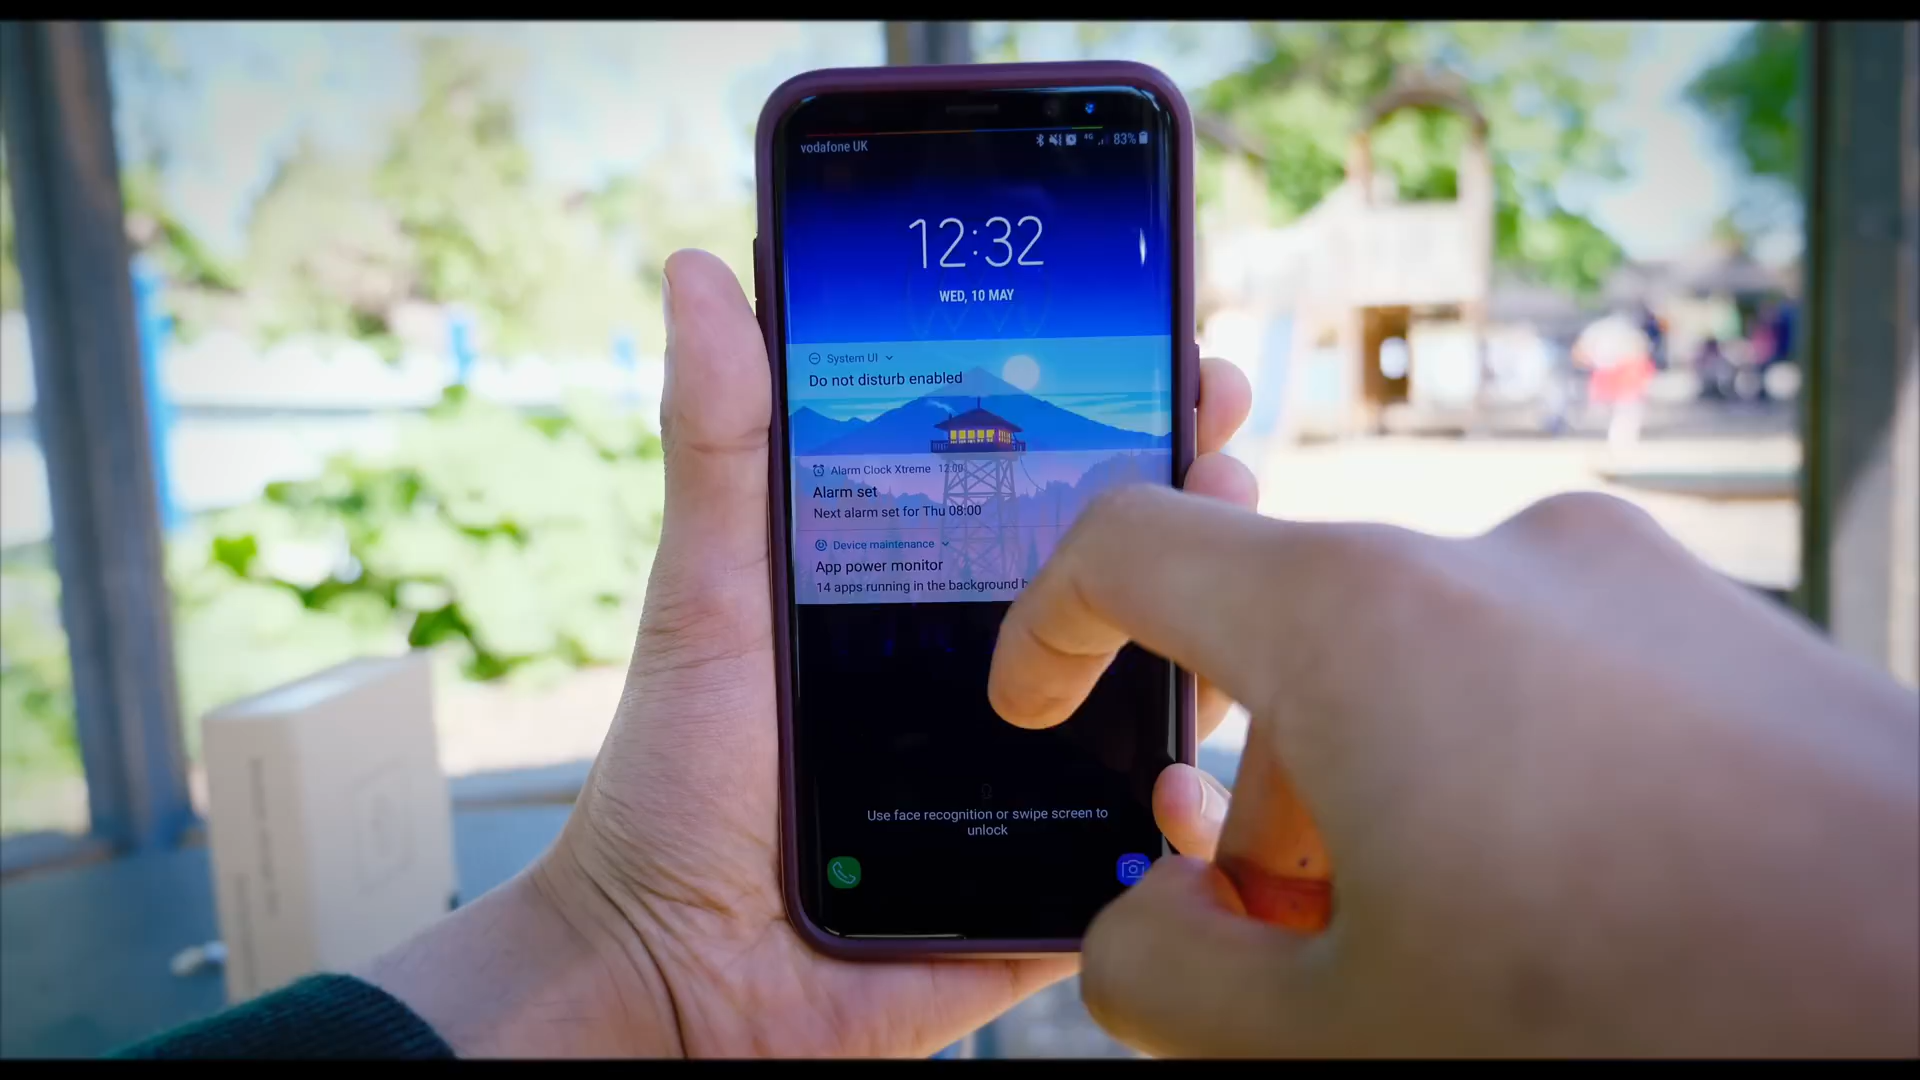 vodafone UK
4G 83%
12:32
WED, 10 MAY
System UI
Do not disturb enabled
Alarm Clock Xtreme 12:00
Alarm set
Next alarm set for Thu 08:00
Device maintenance
App power monitor
14 apps running in the background
Use face recognition or swipe screen to
unlock